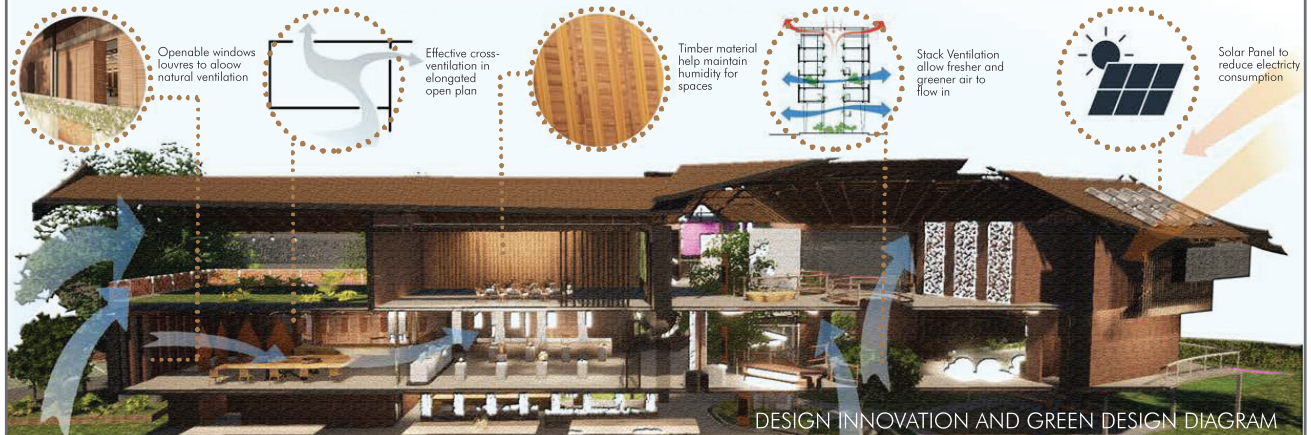 Openable windows
louvres to aloow
natural ventilation
Effective cross-
ventilation in
elongated
open plan
Timber material
help maintain
humidity for
spaces
Stack Ventilation
allow fresher and
greener air to
flow in
Solar Panel to
reduce electricty
consumption
DESIGN INNOVATION AND GREEN DESIGN DIAGRAM